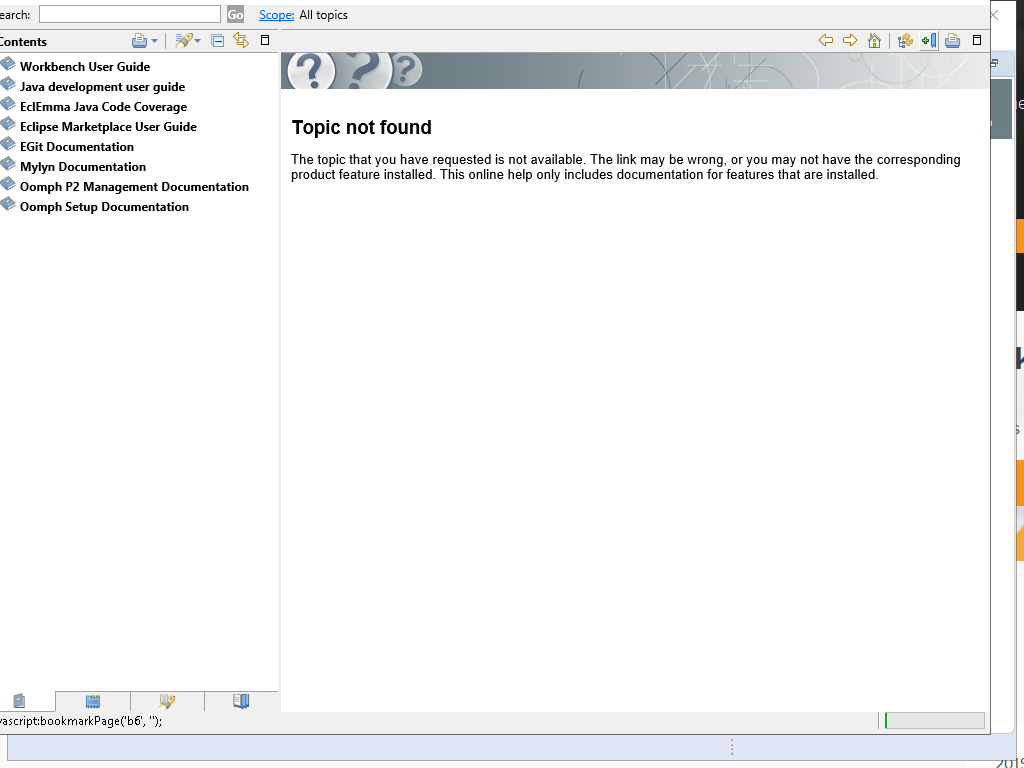 earch:
Go
Scope: All topics
Contents
Workbench User Guide
Java development user guide
EclEmma Java Code Coverage
Eclipse Marketplace User Guide
EGit Documentation
Mylyn Documentation
Oomph P2 Management Documentation
Oomph Setup Documentation
Topic not found
The topic that you have requested is not available. The link may be wrong, or you may not have the corresponding
product feature installed. This online help only includes documentation for features that are installed.
vascript:bookmarkPage('b6', '');
2019